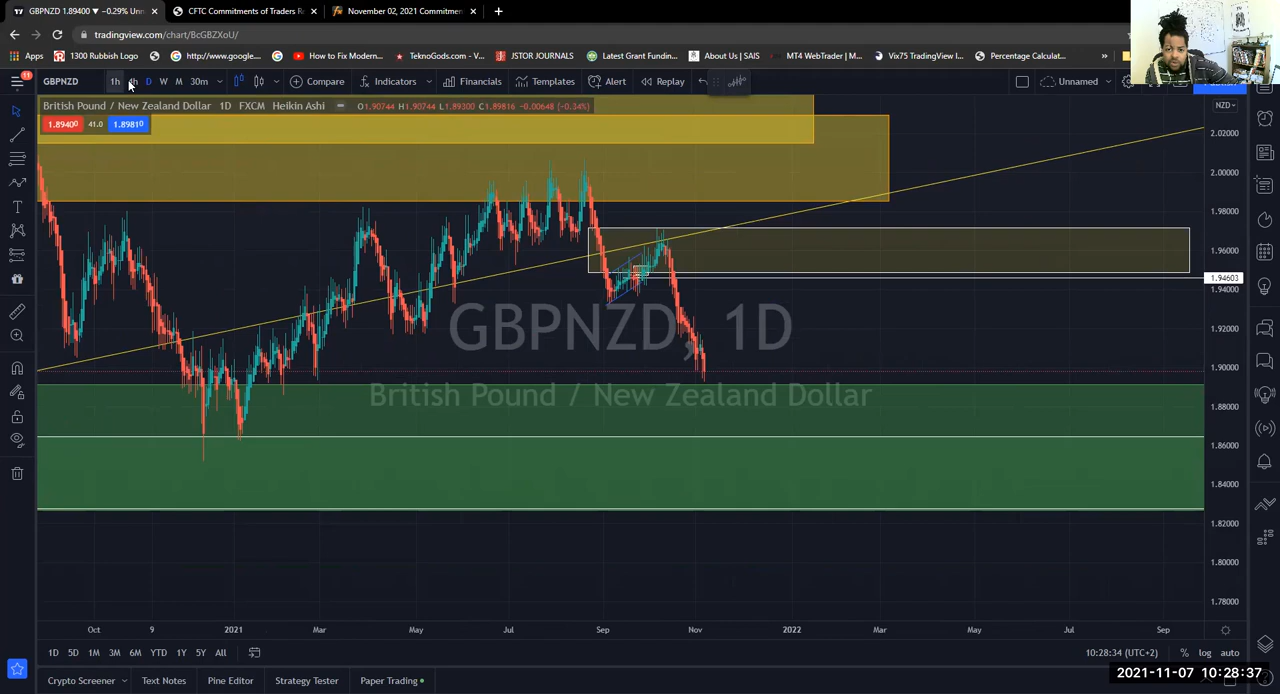 GBPNZD 1.89400 ▼ −0.29% Unn
CFTC Commitments of Traders R
November 02, 2021 Commitmen
tradingview.com/chart/BcGBZXoU/
Apps
1300 Rubbish Logo
http://www.google....
How to Fix Modern...
TeknoGods.com • V...
JSTOR JOURNALS
Latest Grant Fundin...
About Us | SAIS
MT4 WebTrader | M...
Vix75 TradingView I...
Percentage Calculat...
»
11
GBPNZD
1h
4h
D
W
M
30m
Compare
Indicators
Financials
Templates
Alert
Replay
Unnamed
British Pound / New Zealand Dollar 1D FXCM Heikin Ashi
O1.90744 H1.90744 L1.89300 C1.89816 −0.00648 (−0.34%)
1.89400 41.0 1.89810
NZD
2.02000
2.00000
1.98000
1.96000
1.94603
1.94000
1.92000
1.90000
1.88000
1.86000
1.84000
1.82000
1.80000
1.78000
GBPNZD, 1D
British Pound / New Zealand Dollar
Oct 9 2021 Mar May Jul Sep Nov 2022 Mar May Jul Sep
1D 5D 1M 3M 6M YTD 1Y 5Y All
10:28:34 (UTC+2)
% log auto
2021-11-07 10:28:37
Crypto Screener
Text Notes
Pine Editor
Strategy Tester
Paper Trading